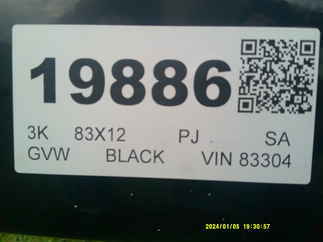 19886
3K 83X12 PJ SA
GVW BLACK VIN 83304
2024/01/05 19:30:57